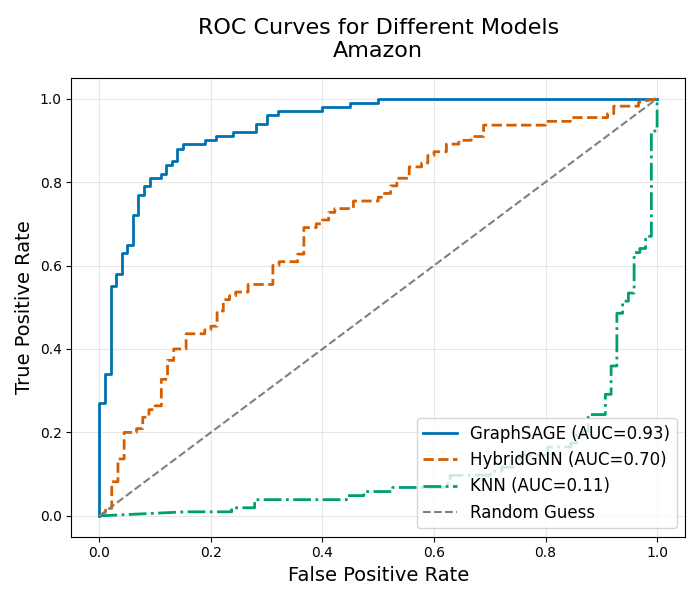 ROC Curves for Different Models
Amazon
True Positive Rate
1.0
0.8
0.6
0.4
0.2
0.0
GraphSAGE (AUC=0.93)
HybridGNN (AUC=0.70)
KNN (AUC=0.11)
Random Guess
0.0 0.2 0.4 0.6 0.8 1.0
False Positive Rate